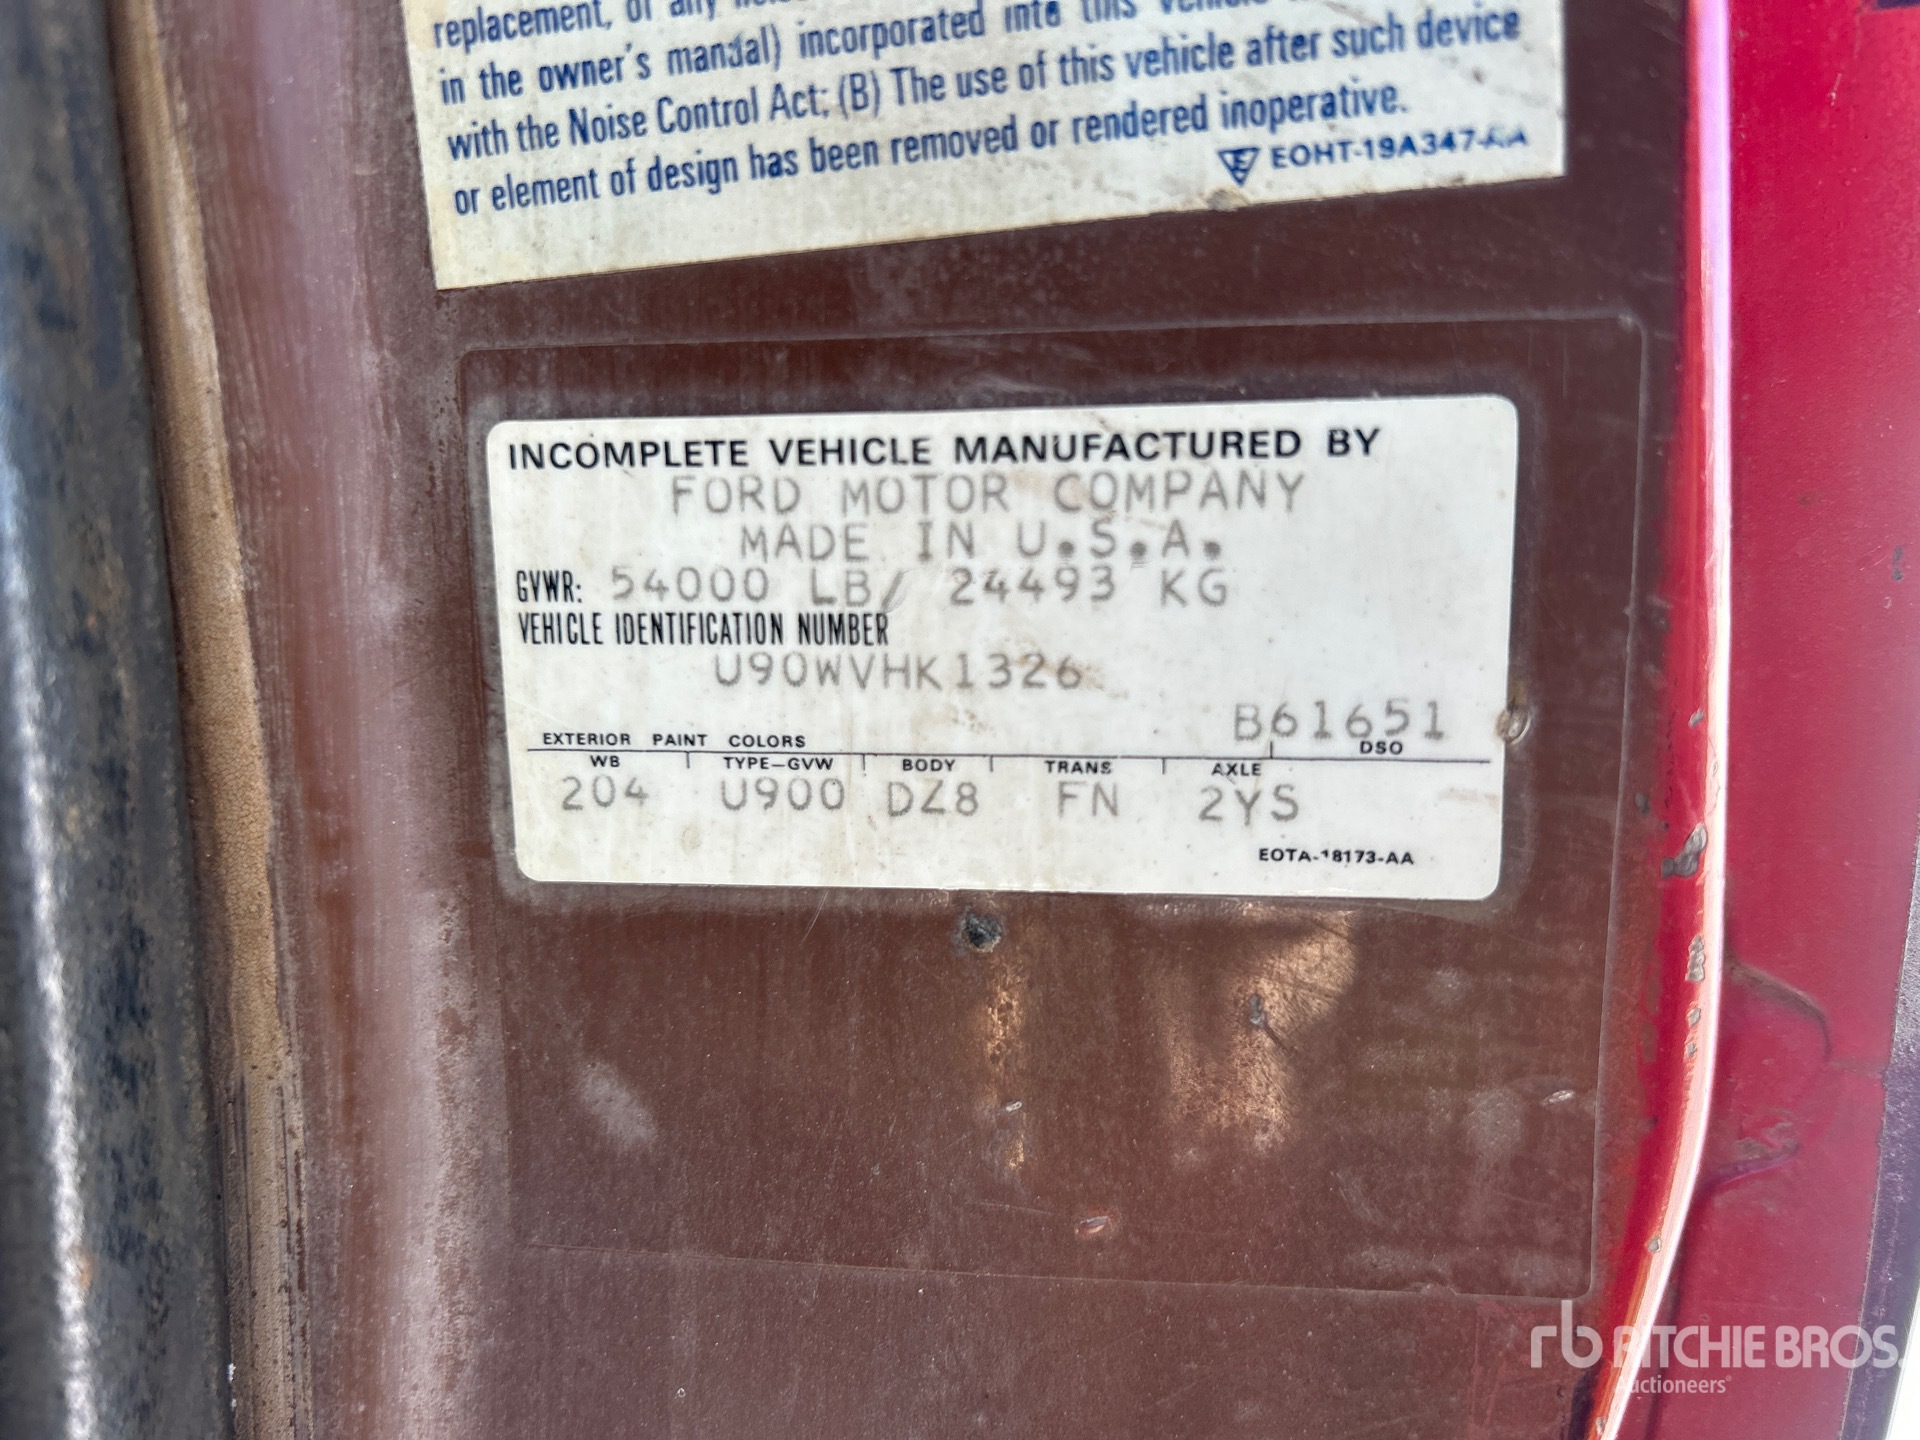 replacement, of any
in the owner's manual) incorporated into this vehicle
with the Noise Control Act; (B) The use of this vehicle after such device
or element of design has been removed or rendered inoperative.
E EOHT-19A347-AA
INCOMPLETE VEHICLE MANUFACTURED BY
FORD MOTOR COMPANY
MADE IN U.S.A.
GVWR: 54000 LB/ 24493 KG
VEHICLE IDENTIFICATION NUMBER
U90WVHK1326
B61651
EXTERIOR PAINT COLORS DSO
WB TYPE-GVW BODY TRANS AXLE
204 U900 DZ8 FN 2YS
EOTA-18173-AA
rb RITCHIE BROS.
Auctioneers